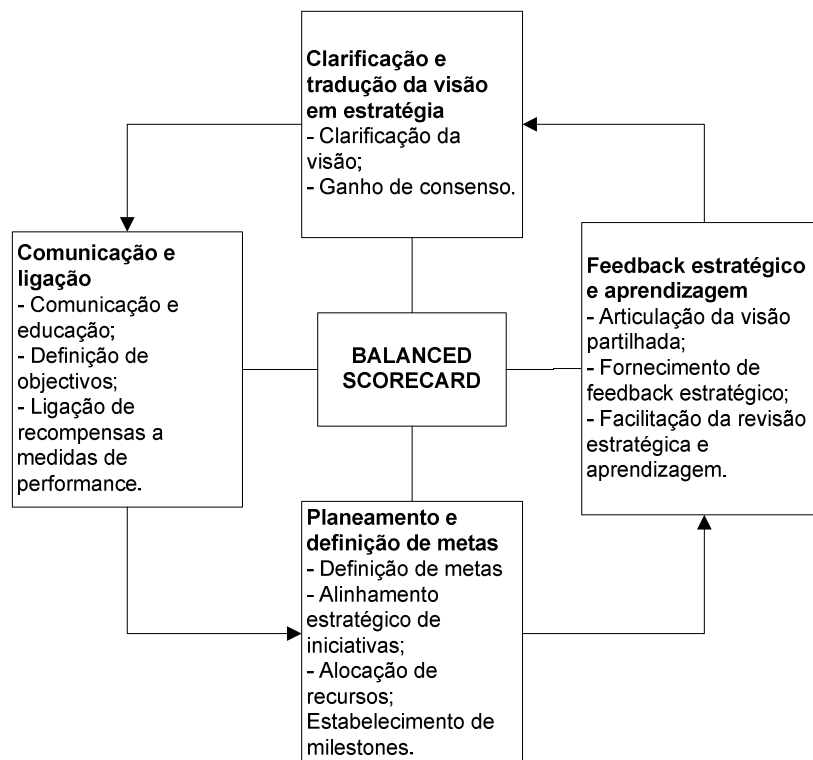 Clarificação e
tradução da visão
em estratégia
- Clarificação da
visão;
- Ganho de consenso.
Comunicação e
ligação
- Comunicação e
educação;
- Definição de
objectivos;
- Ligação de
recompensas a
medidas de
performance.
BALANCED
SCORECARD
Feedback estratégico
e aprendizagem
- Articulação da visão
partilhada;
- Fornecimento de
feedback estratégico;
- Facilitação da revisão
estratégica e
aprendizagem.
Planeamento e
definição de metas
- Definição de metas
- Alinhamento
estratégico de
iniciativas;
- Alocação de
recursos;
Estabelecimento de
milestones.